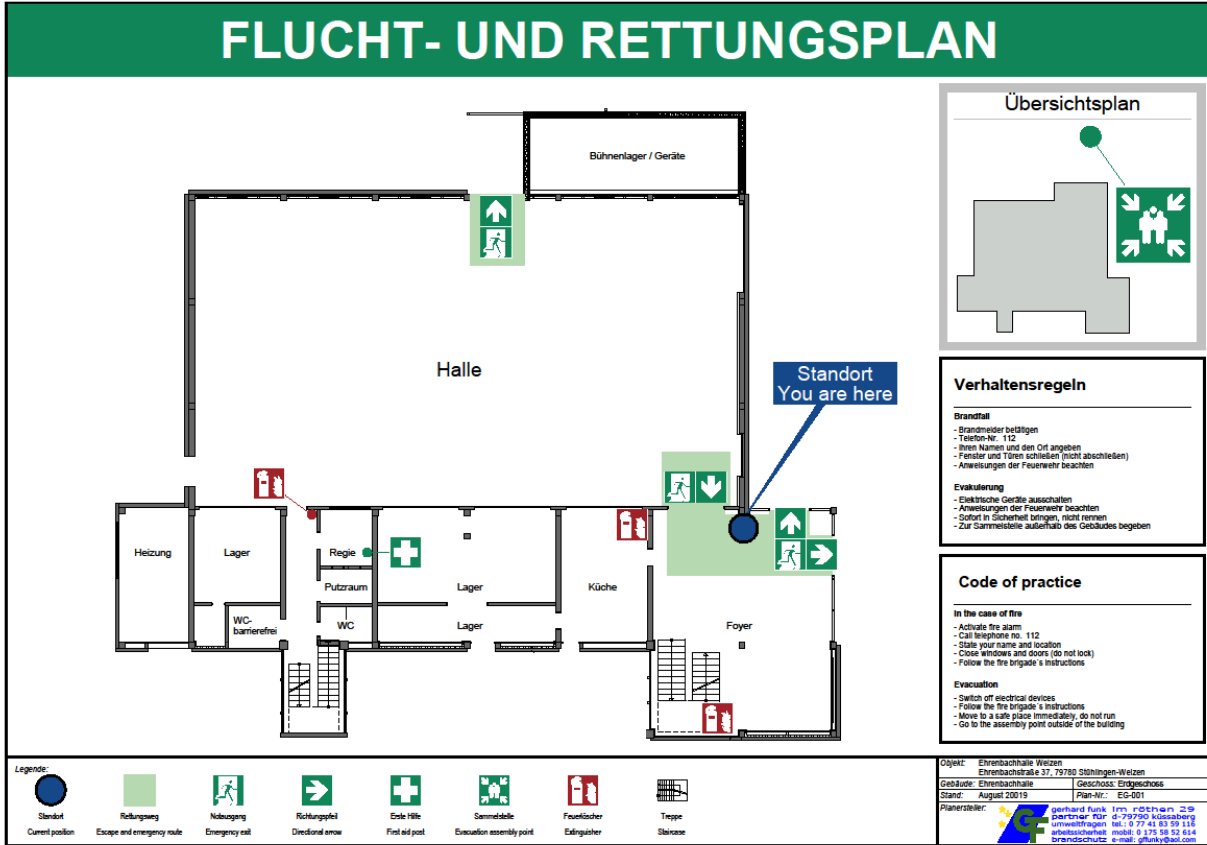 FLUCHT- UND RETTUNGSPLAN
Übersichtsplan
Bühnenlager / Geräte
Halle
Standort
You are here
Heizung
Lager
Regie
Putzraum
WC-
barrierefrei
WC
Lager
Lager
Küche
Foyer
Verhaltensregeln
Brandfall
- Brandmelder betätigen
- Telefon-Nr. 112
- Ihren Namen und den Ort angeben
- Fenster und Türen schließen (nicht abschließen)
- Anweisungen der Feuerwehr beachten
Evakuierung
- Elektrische Geräte ausschalten
- Anweisungen der Feuerwehr beachten
- Sofort in Sicherheit bringen, nicht rennen
- Zur Sammelstelle außerhalb des Gebäudes begeben
Code of practice
In the case of fire
- Activate fire alarm
- Call telephone no. 112
- State your name and location
- Close windows and doors (do not lock)
- Follow the fire brigade`s instructions
Evacuation
- Switch off electrical devices
- Follow the fire brigade`s instructions
- Move to a safe place immediately, do not run
- Go to the assembly point outside of the building
Legende:
Standort
Current position
Rettungsweg
Escape and emergency route
Notausgang
Emergency exit
Richtungspfeil
Directional arrow
Erste Hilfe
First aid post
Sammelstelle
Evacuation assembly point
Feuerlöscher
Extinguisher
Treppe
Staircase
Objekt: Ehrenbachhalle Weizen
Ehrenbachstraße 37, 79780 Stühlingen-Weizen
Gebäude: Ehrenbachhalle Geschoss: Erdgeschoss
Stand: August 20019 Plan-Nr.: EG-001
Planersteller:
GF
gerhard funk im röthen 29
partner für d-79790 küssaberg
umweltfragen tel.: 0 77 41 83 59 116
arbeitssicherheit mobil: 0 175 58 52 614
brandschutz e-mail: gffunky@aol.com